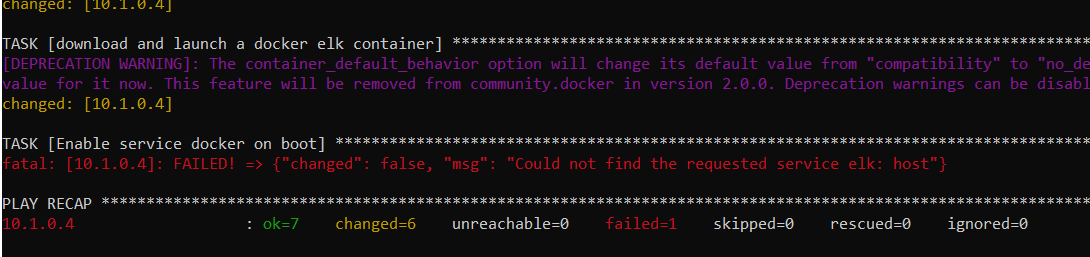 changed: [10.1.0.4]
TASK [download and launch a docker elk container] ***********************************************************************
[DEPRECATION WARNING]: The container_default_behavior option will change its default value from "compatibility" to "no_de
value for it now. This feature will be removed from community.docker in version 2.0.0. Deprecation warnings can be disabl
changed: [10.1.0.4]
TASK [Enable service docker on boot] ************************************************************************************
fatal: [10.1.0.4]: FAILED! => {"changed": false, "msg": "Could not find the requested service elk: host"}
PLAY RECAP **************************************************************************************************************
10.1.0.4                   : ok=7    changed=6    unreachable=0    failed=1    skipped=0    rescued=0    ignored=0